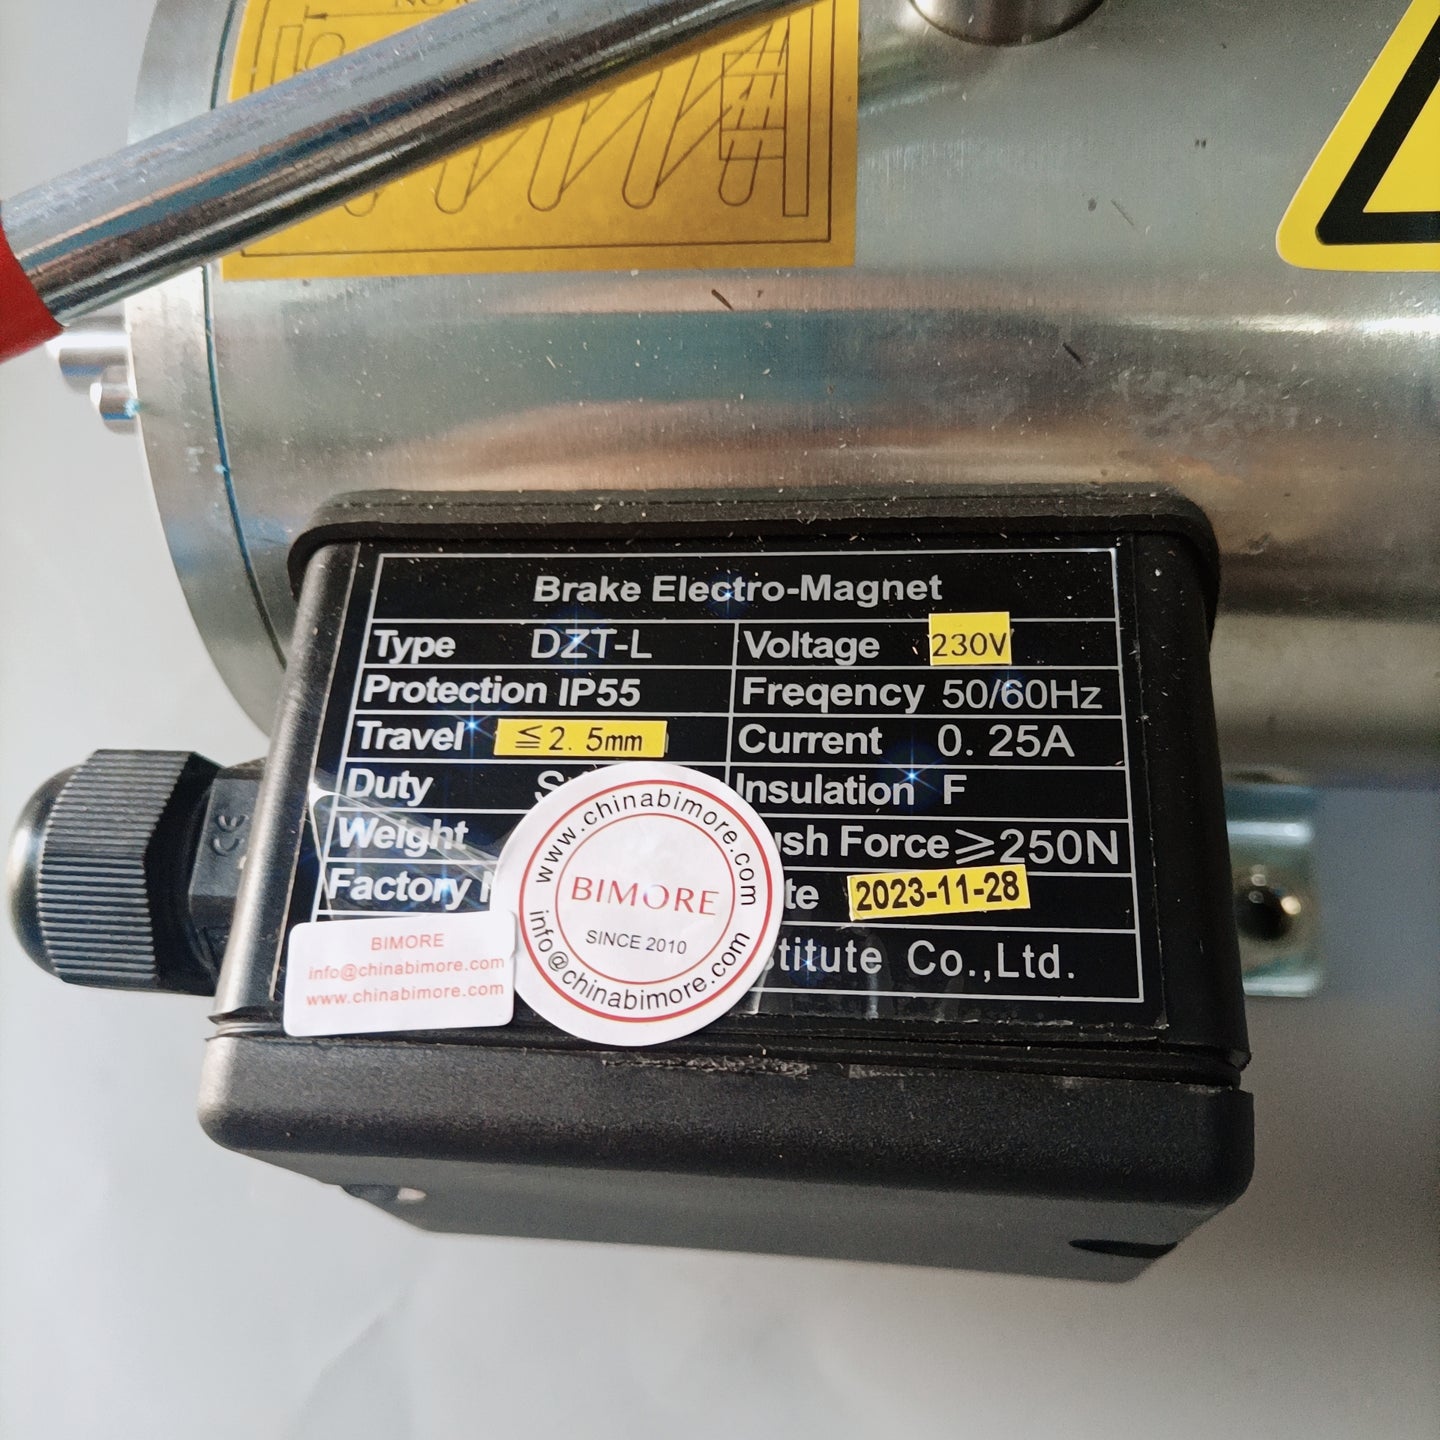 Brake Electro-Magnet
Type DZT-L Voltage 230V
Protection IP55 Freqency 50/60Hz
Travel ≦2.5mm Current 0.25A
Duty Insulation F
Weight Force≥250N
Factory 2023-11-28
Co.,Ltd.
BIMORE
info@chinabimore.com
www.chinabimore.com
www.chinabimore.com
BIMORE
SINCE 2010
info@chinabimore.com
CE